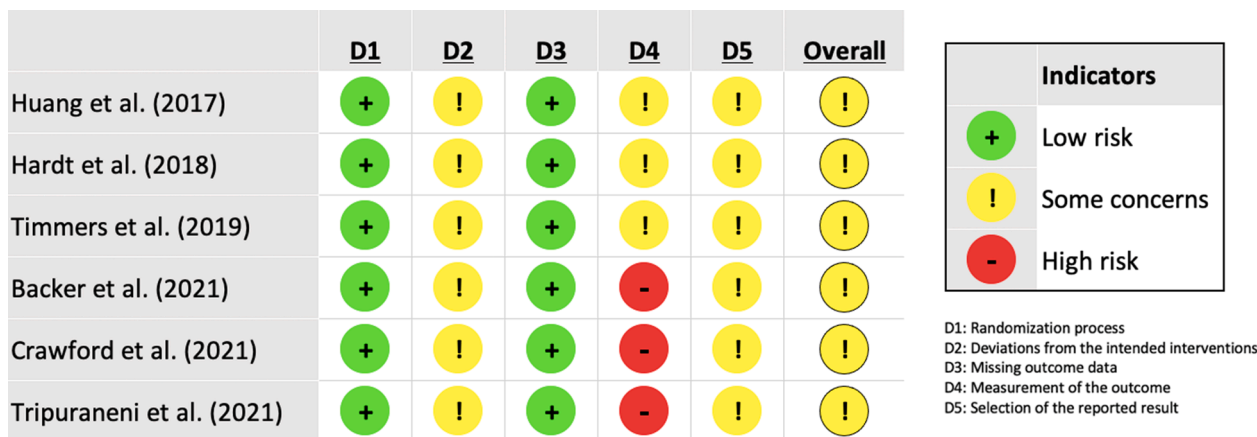 D1 D2 D3 D4 D5 Overall
Huang et al. (2017) + ! + ! ! !
Hardt et al. (2018) + ! + ! ! !
Timmers et al. (2019) + ! + ! ! !
Backer et al. (2021) + ! + - ! !
Crawford et al. (2021) + ! + - ! !
Tripuraneni et al. (2021) + ! + - ! !
Indicators
+ Low risk
! Some concerns
- High risk
D1: Randomization process
D2: Deviations from the intended interventions
D3: Missing outcome data
D4: Measurement of the outcome
D5: Selection of the reported result